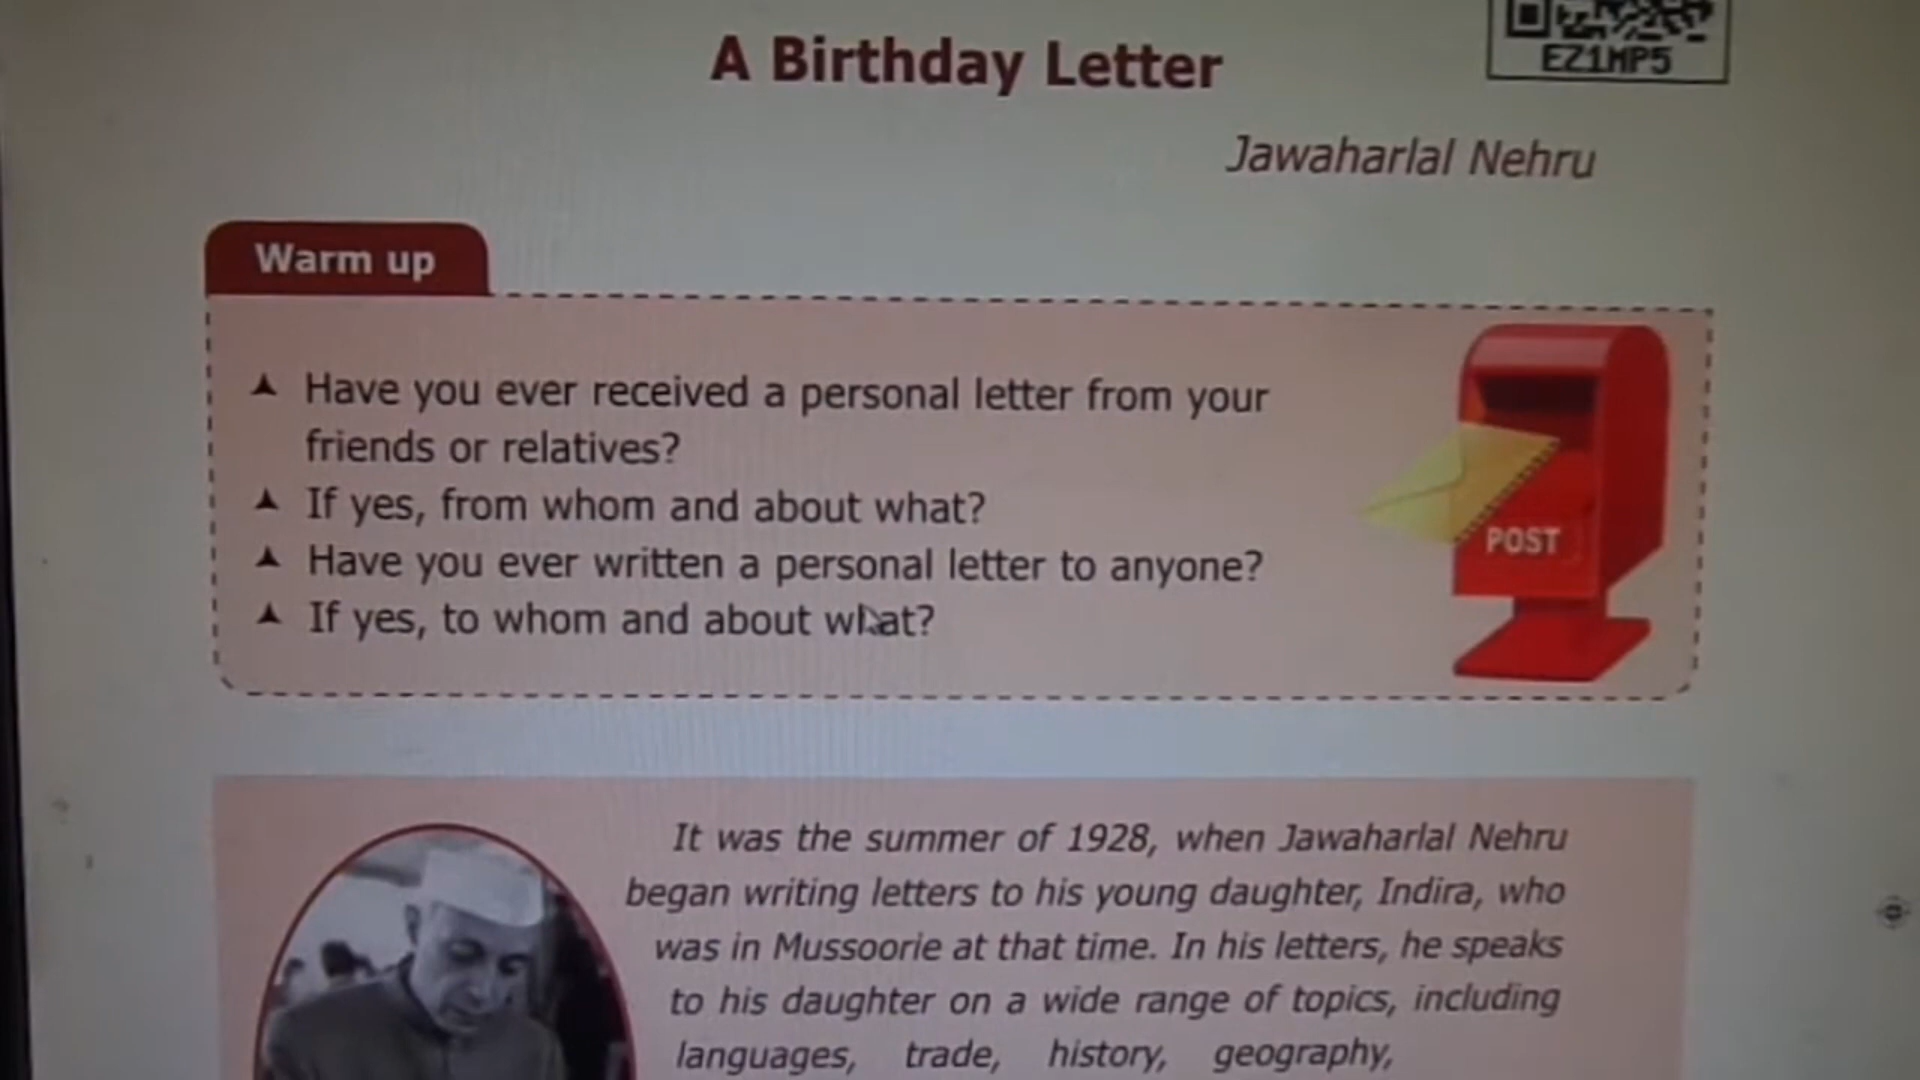 EZ1MP5
A Birthday Letter
Jawaharlal Nehru
Warm up
Have you ever received a personal letter from your
friends or relatives?
If yes, from whom and about what?
Have you ever written a personal letter to anyone?
If yes, to whom and about what?
POST
It was the summer of 1928, when Jawaharlal Nehru
began writing letters to his young daughter, Indira, who
was in Mussoorie at that time. In his letters, he speaks
to his daughter on a wide range of topics, including
languages, trade, history, geography,